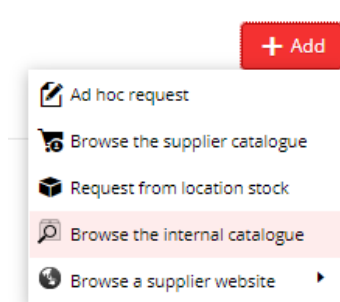 Add
Ad hoc request
Browse the supplier catalogue
Request from location stock
Browse the internal catalogue
Browse a supplier website